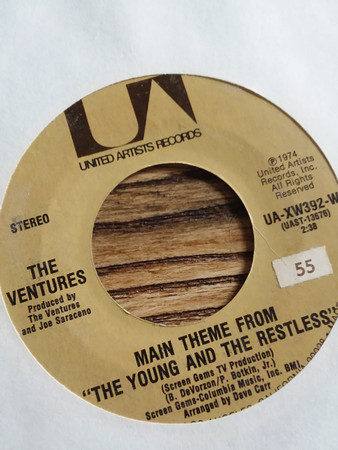 UA
UNITED ARTISTS RECORDS
STEREO
℗ 1974
United Artists
Records, Inc.
All Rights
Reserved
UA-XW392-W
(UAST-13676)
2:38
55
THE
VENTURES
Produced by
The Ventures
and Joe Saraceno
MAIN THEME FROM
"THE YOUNG AND THE RESTLESS"
(Screen Gems TV Production)
(B. DeVorzon/P. Botkin, Jr.)
Screen Gems-Columbia Music, Inc. BMI
Arranged by Dave Carr